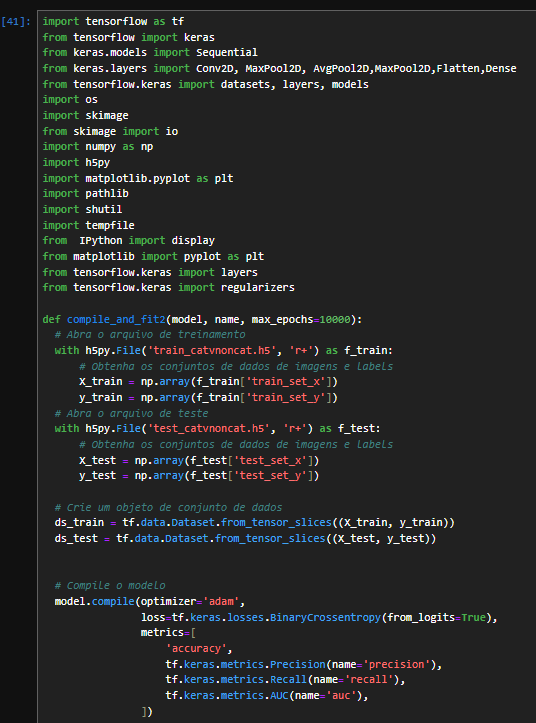 [41]: import tensorflow as tf
from tensorflow import keras
from keras.models import Sequential
from keras.layers import Conv2D, MaxPool2D, AvgPool2D,MaxPool2D,Flatten,Dense
from tensorflow.keras import datasets, layers, models
import os
import skimage
from skimage import io
import numpy as np
import h5py
import matplotlib.pyplot as plt
import pathlib
import shutil
import tempfile
from  IPython import display
from matplotlib import pyplot as plt
from tensorflow.keras import layers
from tensorflow.keras import regularizers

def compile_and_fit2(model, name, max_epochs=10000):
  # Abra o arquivo de treinamento
  with h5py.File('train_catvnoncat.h5', 'r+') as f_train:
      # Obtenha os conjuntos de dados de imagens e labels
      X_train = np.array(f_train['train_set_x'])
      y_train = np.array(f_train['train_set_y'])
  # Abra o arquivo de teste
  with h5py.File('test_catvnoncat.h5', 'r+') as f_test:
      # Obtenha os conjuntos de dados de imagens e labels
      X_test = np.array(f_test['test_set_x'])
      y_test = np.array(f_test['test_set_y'])

  # Crie um objeto de conjunto de dados
  ds_train = tf.data.Dataset.from_tensor_slices((X_train, y_train))
  ds_test = tf.data.Dataset.from_tensor_slices((X_test, y_test))

  # Compile o modelo
  model.compile(optimizer='adam',
                loss=tf.keras.losses.BinaryCrossentropy(from_logits=True),
                metrics=[
                    'accuracy',
                    tf.keras.metrics.Precision(name='precision'),
                    tf.keras.metrics.Recall(name='recall'),
                    tf.keras.metrics.AUC(name='auc'),
                ])